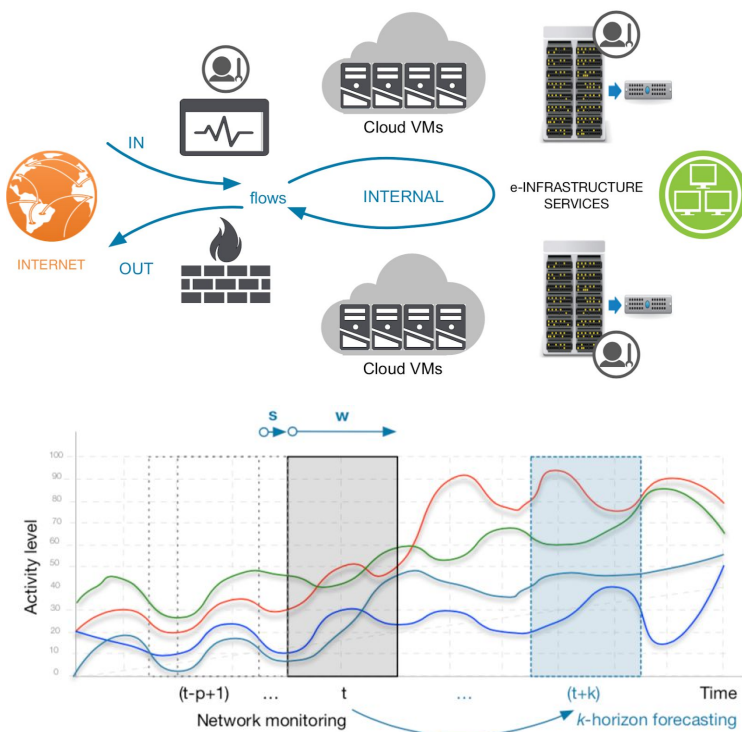 Cloud VMs
IN
flows
INTERNAL
e-INFRASTRUCTURE
SERVICES
INTERNET
OUT
Cloud VMs
s
w
100
90
80
70
60
50
40
30
20
10
0
Activity level
(t-p+1)
...
t
...
(t+k)
Time
Network monitoring
k-horizon forecasting